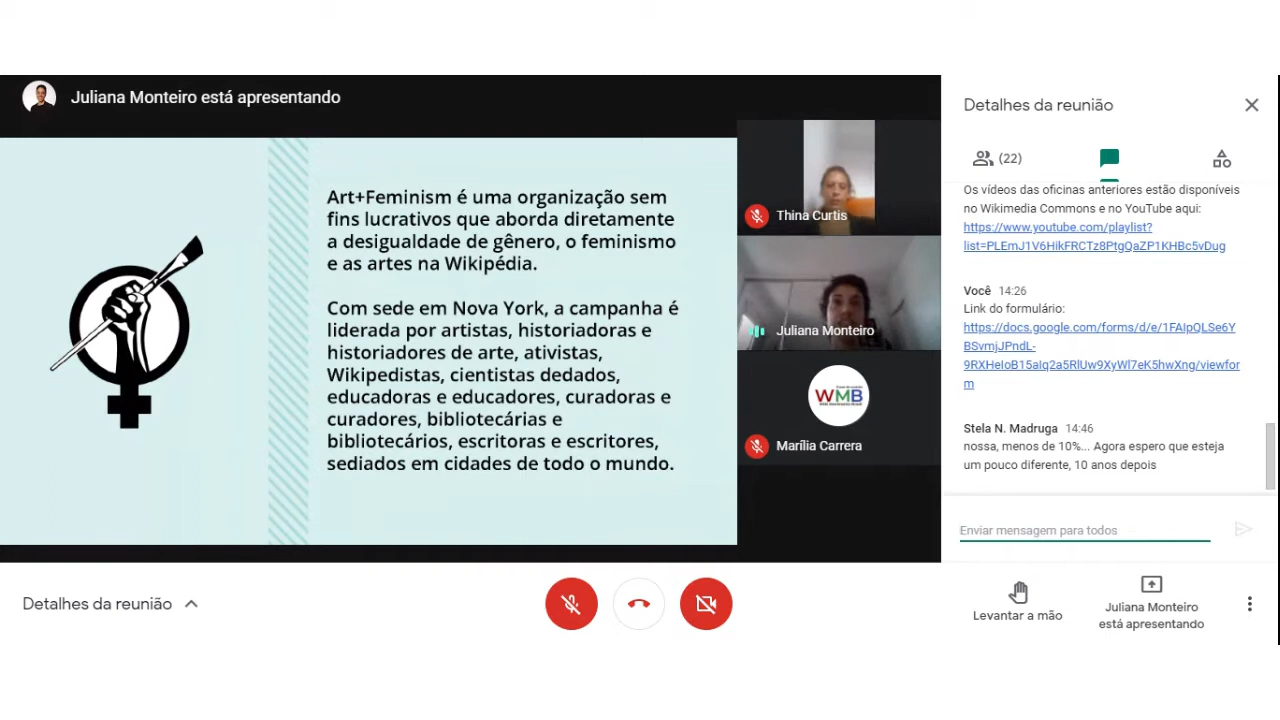 Juliana Monteiro está apresentando
Art+Feminism é uma organização sem
fins lucrativos que aborda diretamente
a desigualdade de gênero, o feminismo
e as artes na Wikipédia.
Com sede em Nova York, a campanha é
liderada por artistas, historiadoras e
historiadores de arte, ativistas,
Wikipedistas, cientistas dedados,
educadoras e educadores, curadoras e
curadores, bibliotecárias e
bibliotecários, escritoras e escritores,
sediados em cidades de todo o mundo.
Thina Curtis
Juliana Monteiro
WMB
Marília Carrera
Detalhes da reunião
(22)
Os vídeos das oficinas anteriores estão disponíveis
no Wikimedia Commons e no YouTube aqui:
https://www.youtube.com/playlist?
list=PLEmJ1V6HikFRCTz8PtgQaZP1KHBc5vDug
Você 14:26
Link do formulário:
https://docs.google.com/forms/d/e/1FAIpQLSe6Y
BSvmjJPndL-
9RXHeIoB15aIq2a5RlUw9XyWl7eK5hwXng/viewfor
m
Stela N. Madruga 14:46
nossa, menos de 10%... Agora espero que esteja
um pouco diferente, 10 anos depois
Enviar mensagem para todos
Detalhes da reunião
Levantar a mão
Juliana Monteiro
está apresentando